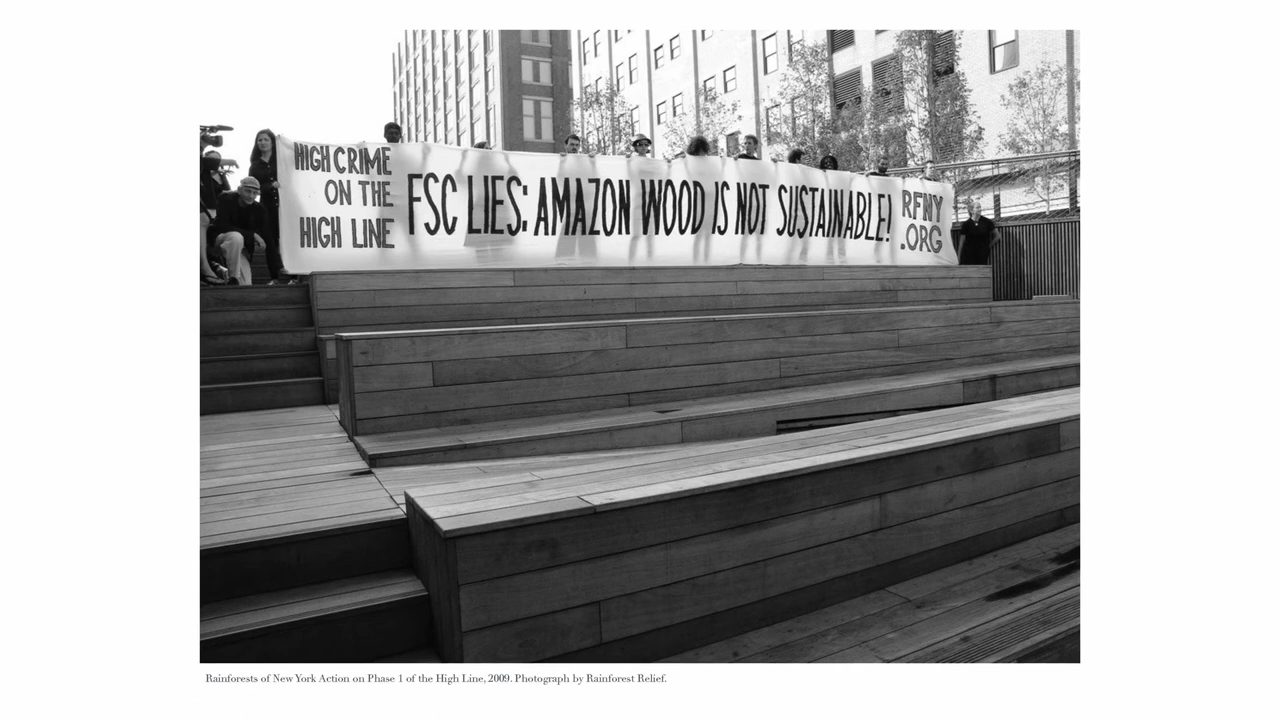 HIGH CRIME
ON THE
HIGH LINE
FSC LIES: AMAZON WOOD IS NOT SUSTAINABLE!
RFNY
.ORG
Rainforests of New York Action on Phase 1 of the High Line, 2009. Photograph by Rainforest Relief.